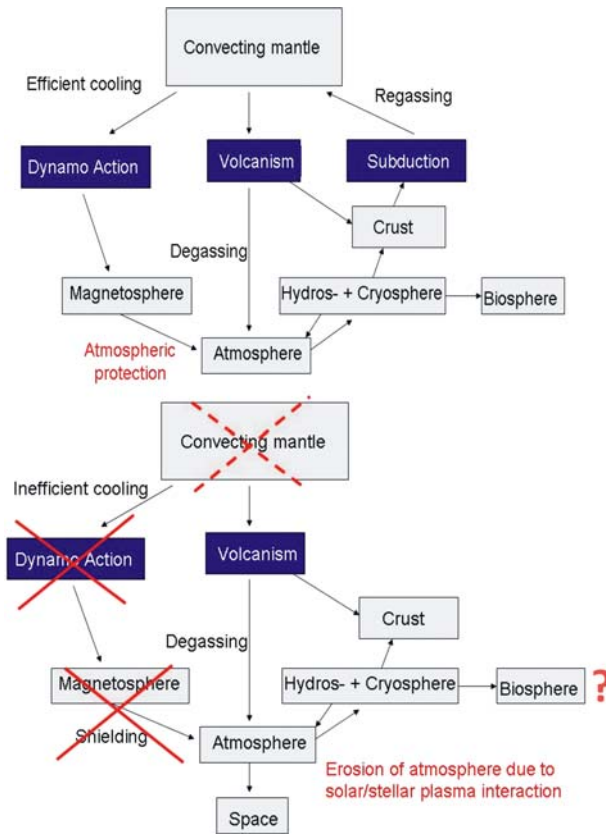 Convecting mantle
Efficient cooling
Regassing
Dynamo Action
Volcanism
Subduction
Crust
Degassing
Magnetosphere
Hydros- + Cryosphere
Biosphere
Atmospheric
protection
Atmosphere
Convecting mantle
Inefficient cooling
Dynamo Action
Volcanism
Crust
Degassing
Magnetosphere
Hydros- + Cryosphere
Biosphere ?
Shielding
Atmosphere
Erosion of atmosphere due to
solar/stellar plasma interaction
Space